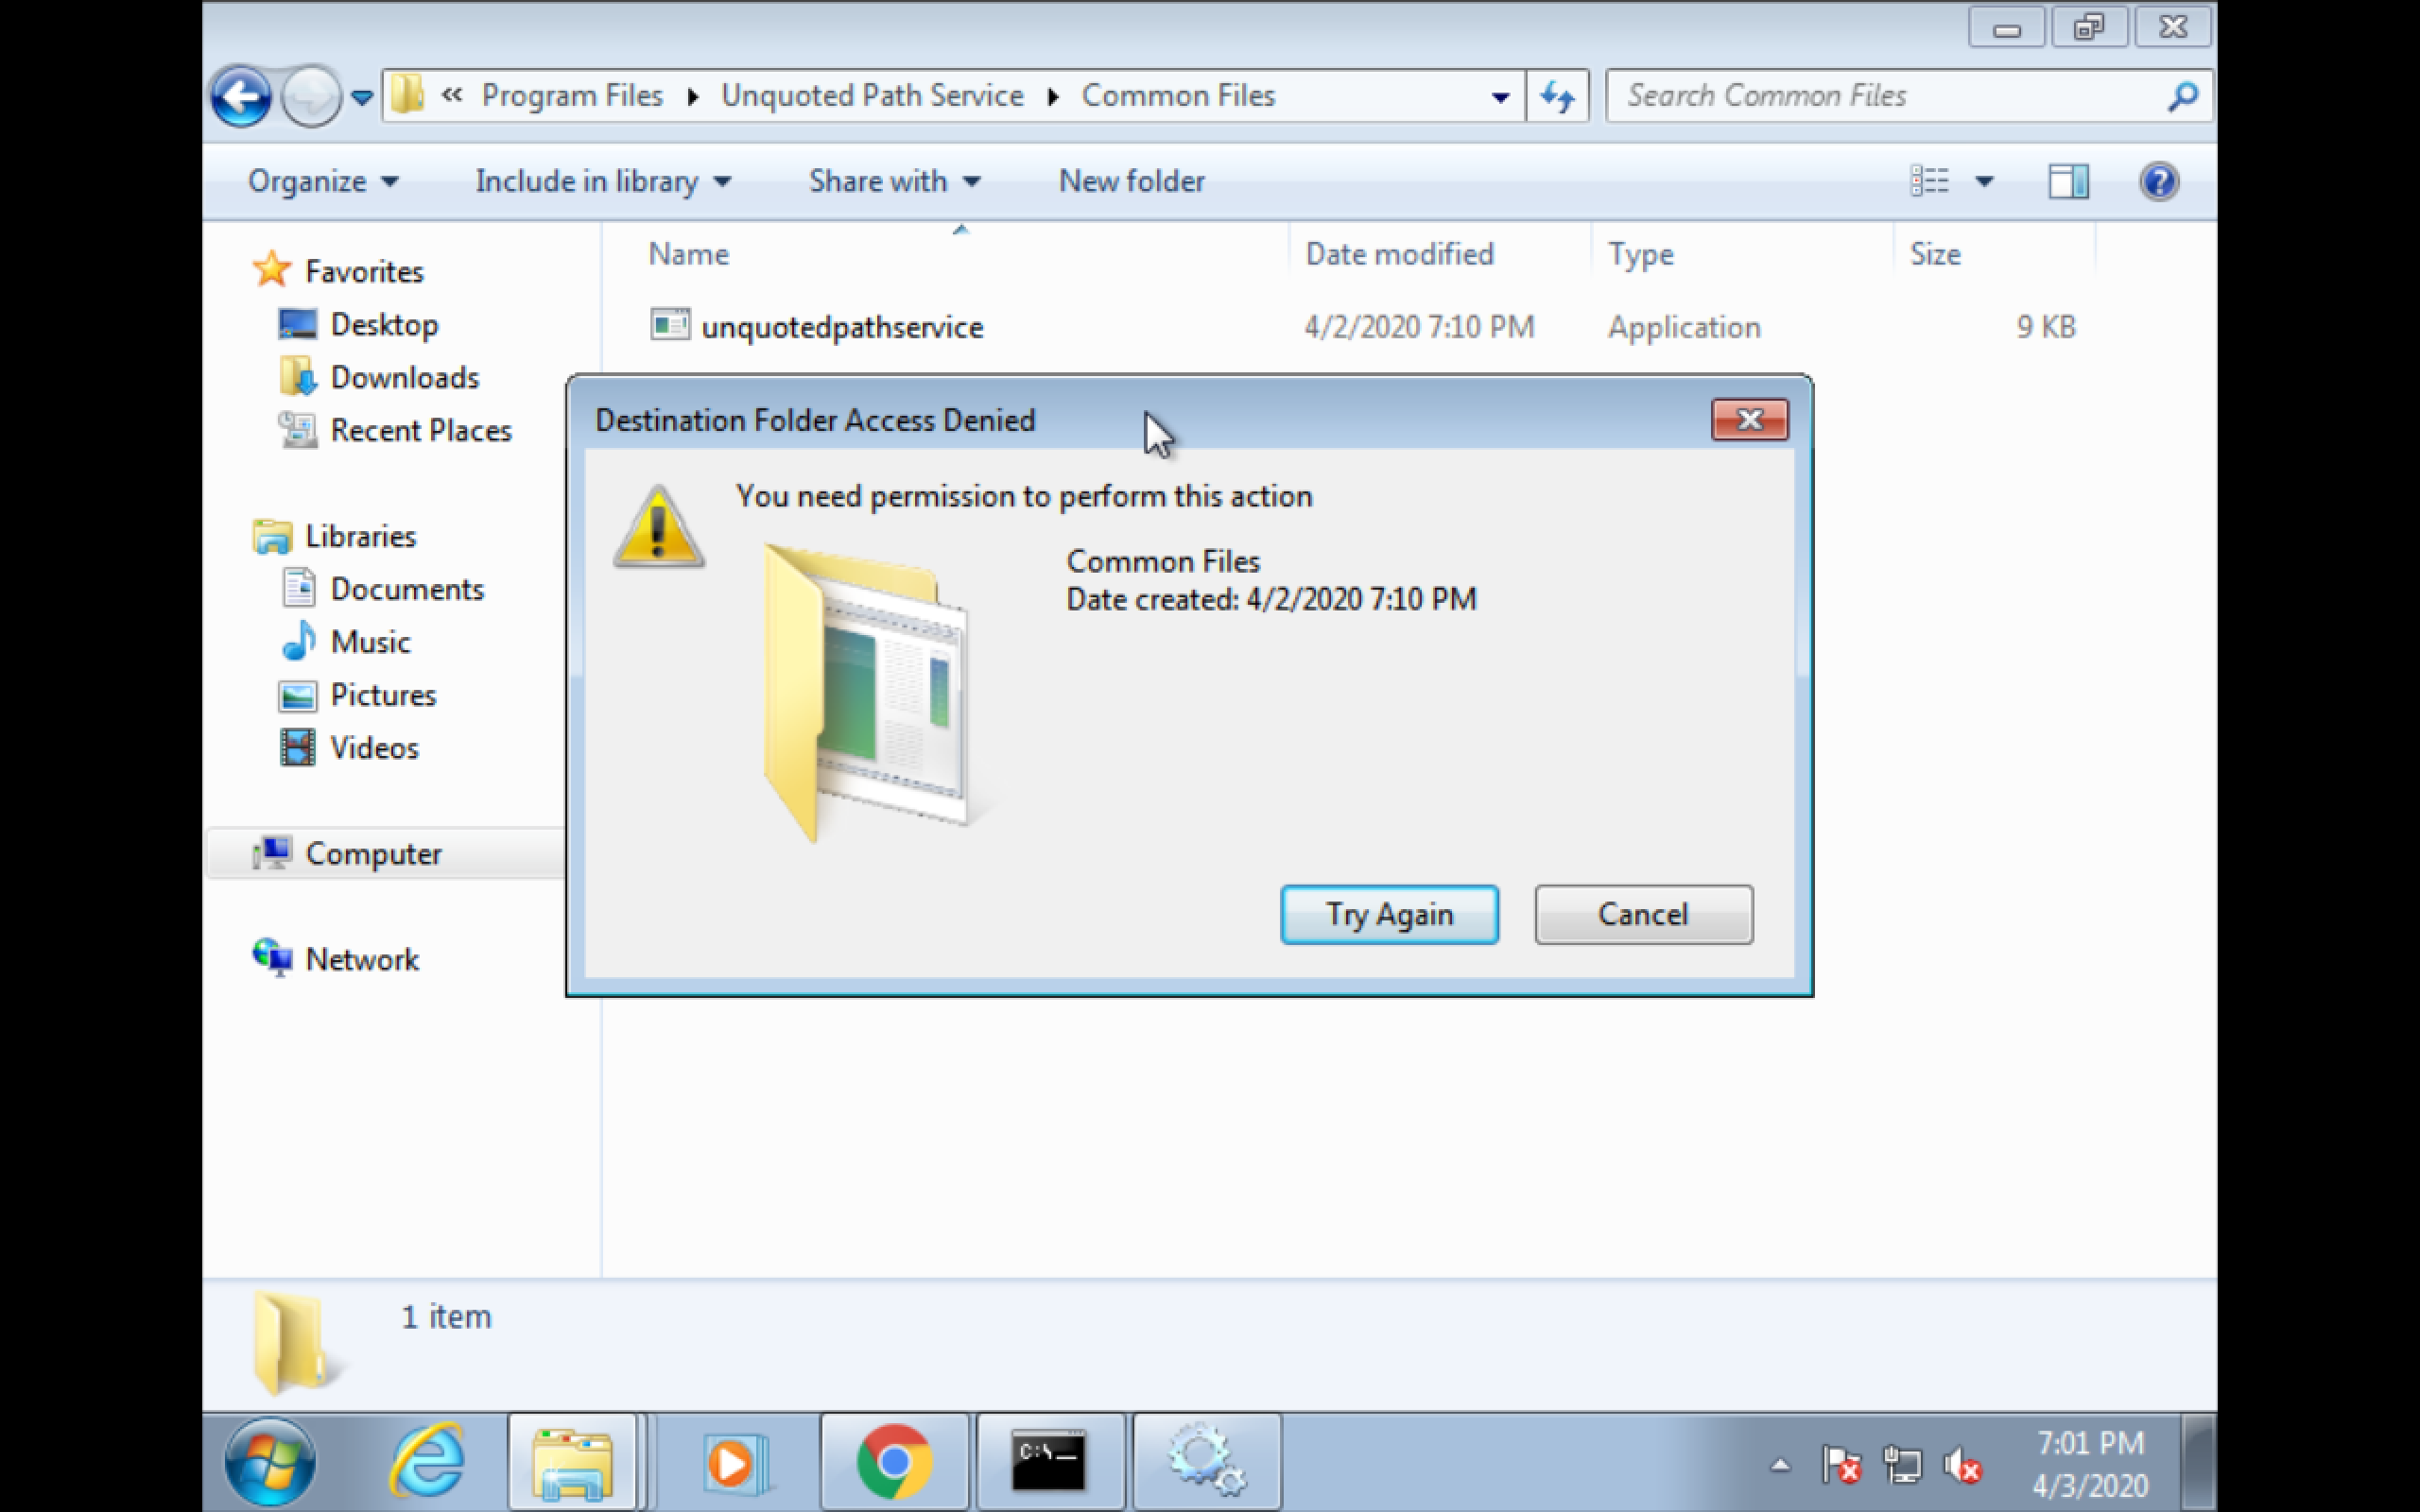 « Program Files Unquoted Path Service Common Files
Search Common Files
Organize Include in library Share with New folder
Name Date modified Type Size
unquotedpathservice 4/2/2020 7:10 PM Application 9 KB
Favorites
Desktop
Downloads
Recent Places
Libraries
Documents
Music
Pictures
Videos
Computer
Network
Destination Folder Access Denied
You need permission to perform this action
Common Files
Date created: 4/2/2020 7:10 PM
Try Again Cancel
1 item
C:\_
7:01 PM
4/3/2020